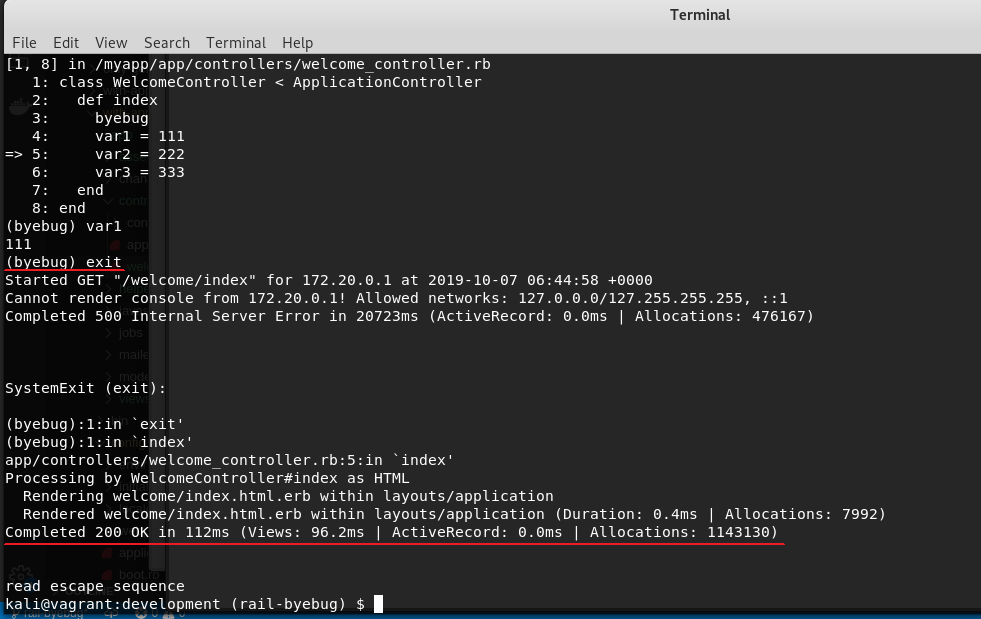 Terminal
File Edit View Search Terminal Help
[1, 8] in /myapp/app/controllers/welcome_controller.rb
   1: class WelcomeController < ApplicationController
   2:   def index
   3:     byebug
   4:     var1 = 111
=> 5:     var2 = 222
   6:     var3 = 333
   7:   end
   8: end
(byebug) var1
111
(byebug) exit
Started GET "/welcome/index" for 172.20.0.1 at 2019-10-07 06:44:58 +0000
Cannot render console from 172.20.0.1! Allowed networks: 127.0.0.0/127.255.255.255, ::1
Completed 500 Internal Server Error in 20723ms (ActiveRecord: 0.0ms | Allocations: 476167)
SystemExit (exit):
(byebug):1:in `exit'
(byebug):1:in `index'
app/controllers/welcome_controller.rb:5:in `index'
Processing by WelcomeController#index as HTML
  Rendering welcome/index.html.erb within layouts/application
  Rendered welcome/index.html.erb within layouts/application (Duration: 0.4ms | Allocations: 7992)
Completed 200 OK in 112ms (Views: 96.2ms | ActiveRecord: 0.0ms | Allocations: 1143130)
read escape sequence
kali@vagrant:development (rail-byebug) $